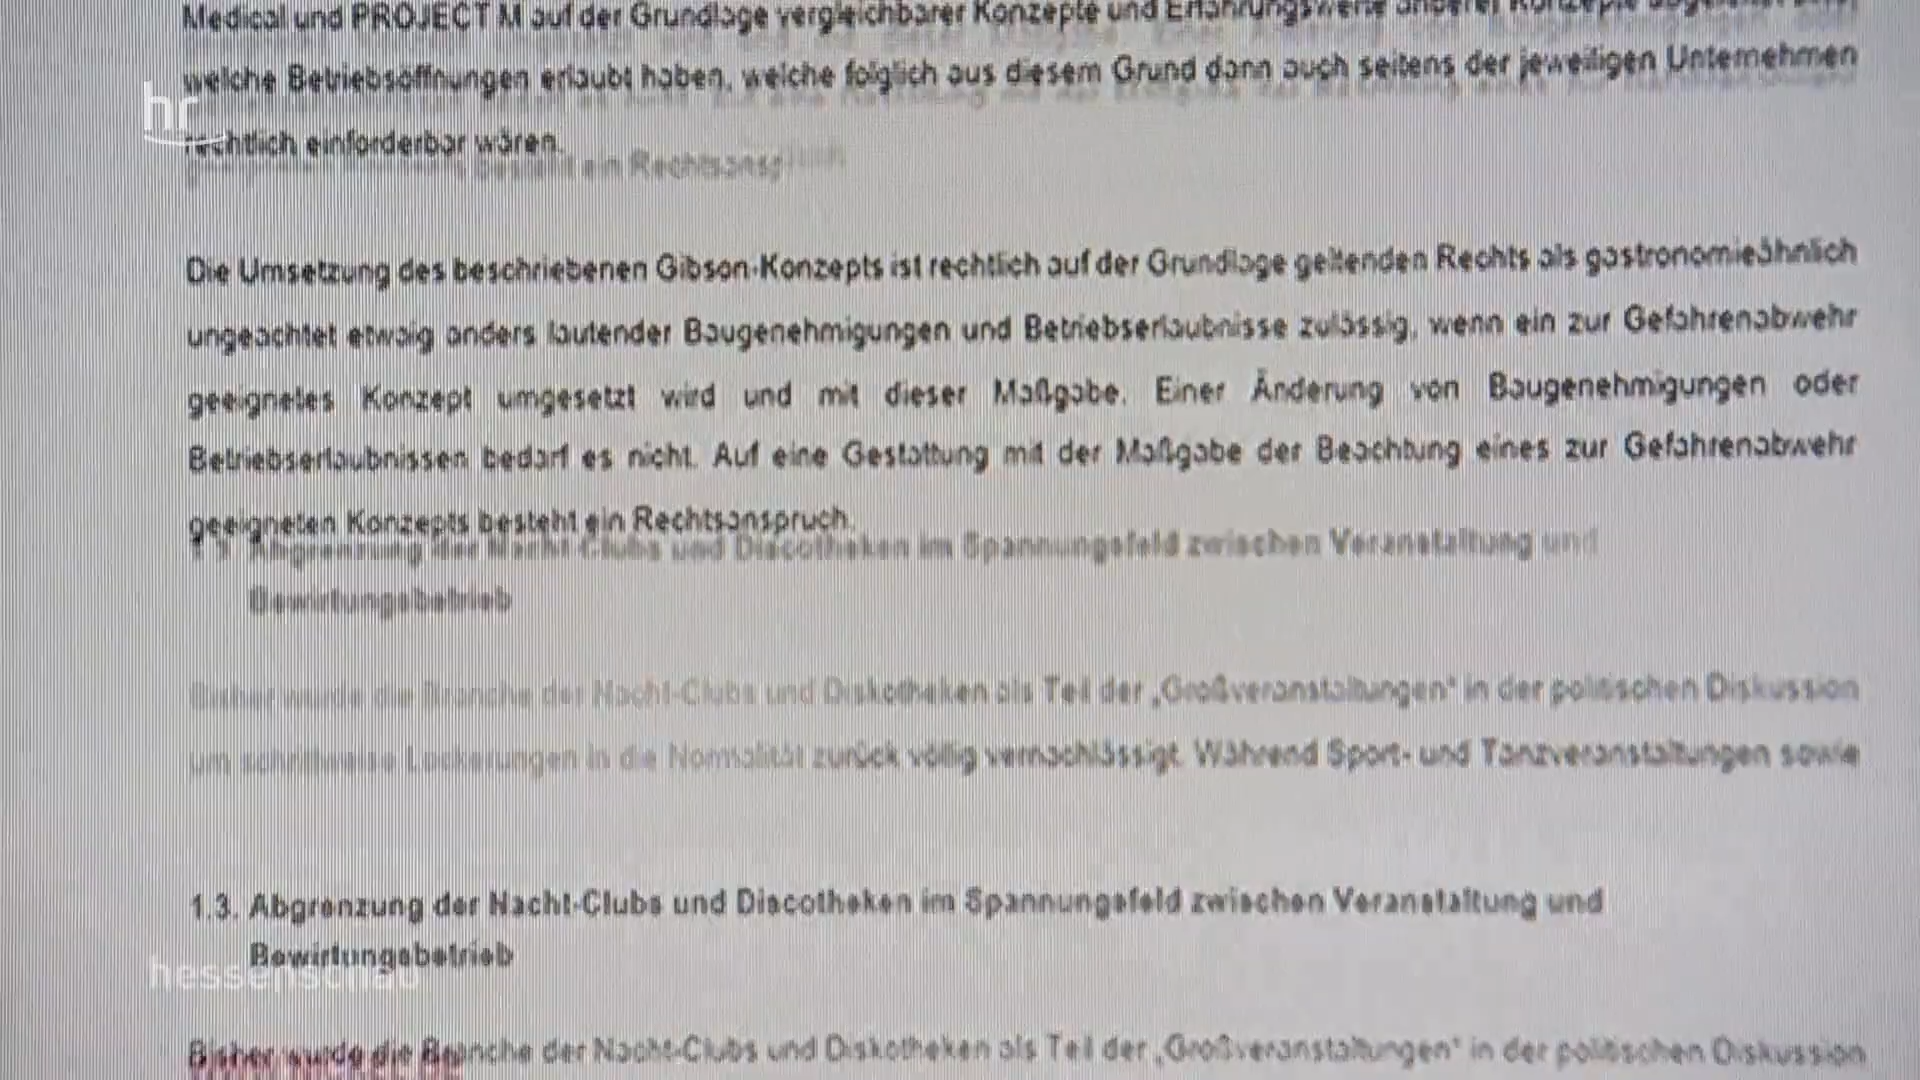 Medical und PROJECT M auf der Grundlage vergleichbarer Konzepte und Erfahrungswerte anderer Konzepte
welche Betriebsöffnungen erlaubt haben, welche folglich aus diesem Grund dann auch seitens der jeweiligen Unternehmen
hr
rechtlich einforderbar wären.
besteht ein Rechtsanspruch
Die Umsetzung des beschriebenen Gibson-Konzepts ist rechtlich auf der Grundlage geltenden Rechts als gastronomieähnlich
ungeachtet etwaig anders lautender Baugenehmigungen und Betriebserlaubnisse zulässig, wenn ein zur Gefahrenabwehr
geeignetes Konzept umgesetzt wird und mit dieser Maßgabe. Einer Änderung von Baugenehmigungen oder
Betriebserlaubnissen bedarf es nicht. Auf eine Gestattung mit der Maßgabe der Beachtung eines zur Gefahrenabwehr
geeigneten Konzepts besteht ein Rechtsanspruch.
Abgrenzung der Nacht-Clubs und Discotheken im Spannungsfeld zwischen Veranstaltung und
Bewirtungsbetrieb
Bisher wurde die Branche der Nacht-Clubs und Diskotheken als Teil der „Großveranstaltungen“ in der politischen Diskussion
um schrittweise Lockerungen in die Normalität zurück völlig vernachlässigt. Während Sport- und Tanzveranstaltungen sowie
1.3. Abgrenzung der Nacht-Clubs und Discotheken im Spannungsfeld zwischen Veranstaltung und
Bewirtungsbetrieb
hessenschau
Bisher wurde die Branche der Nacht-Clubs und Diskotheken als Teil der „Großveranstaltungen“ in der politischen Diskussion